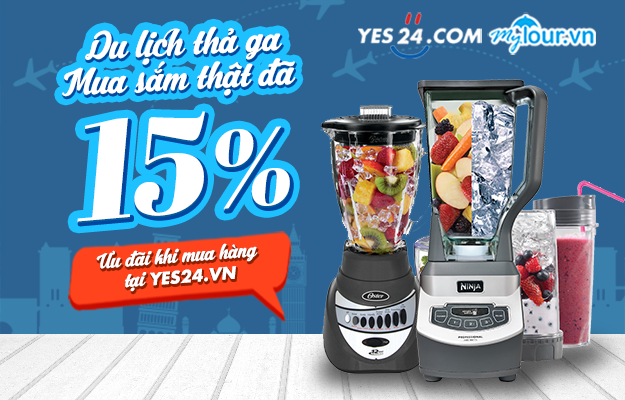 YES24.COM mytour.vn
Du lịch thả ga
Mua sắm thật đã
15%
Ưu đãi khi mua hàng
tại YES24.VN
Oster
NINJA
PROFESSIONAL